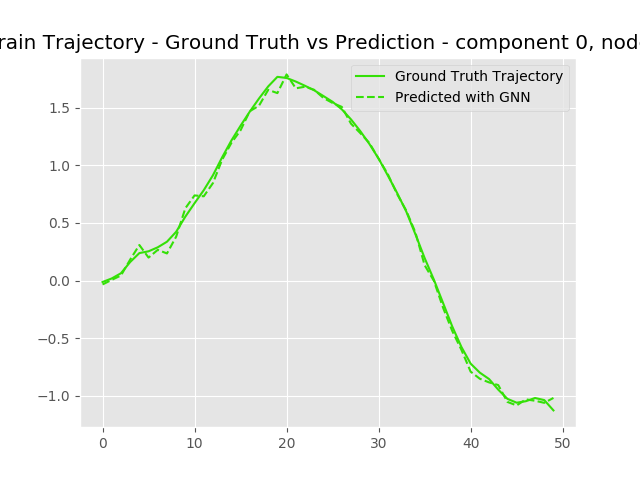 rain Trajectory - Ground Truth vs Prediction - component 0, nod
Ground Truth Trajectory
Predicted with GNN
1.5
1.0
0.5
0.0
−0.5
−1.0
0 10 20 30 40 50